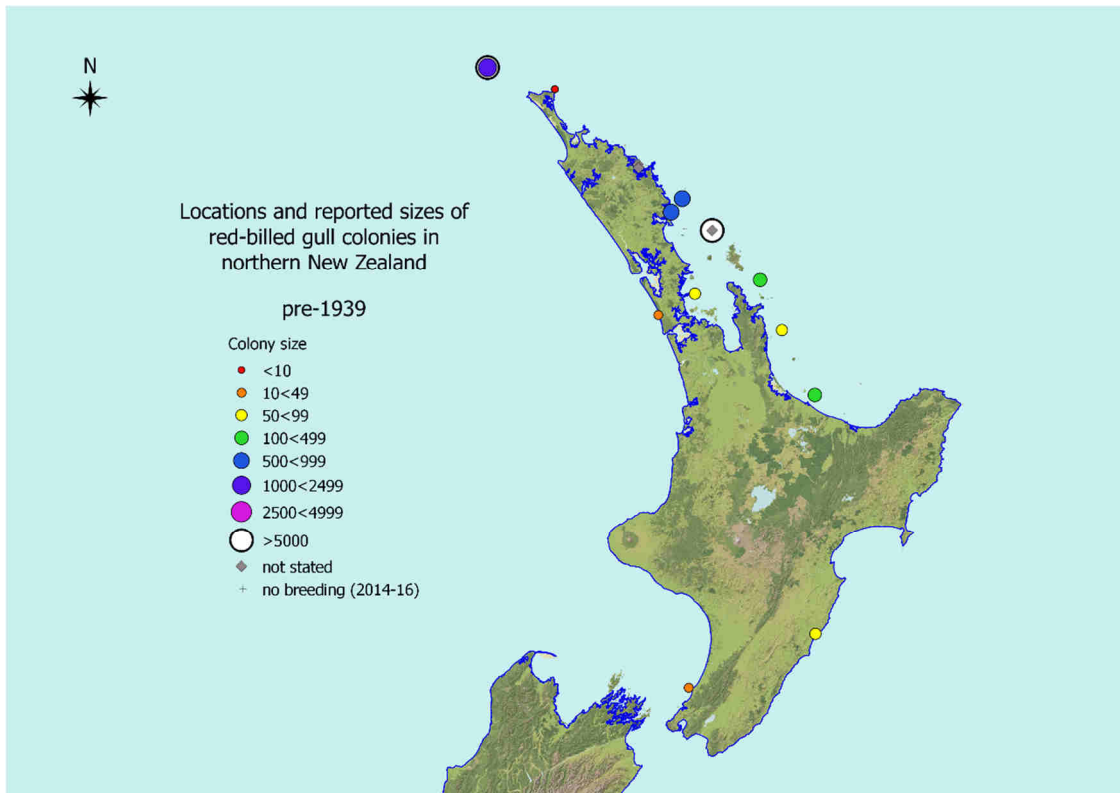 N
Locations and reported sizes of
red-billed gull colonies in
northern New Zealand
pre-1939
Colony size
<10
10<49
50<99
100<499
500<999
1000<2499
2500<4999
>5000
not stated
no breeding (2014-16)